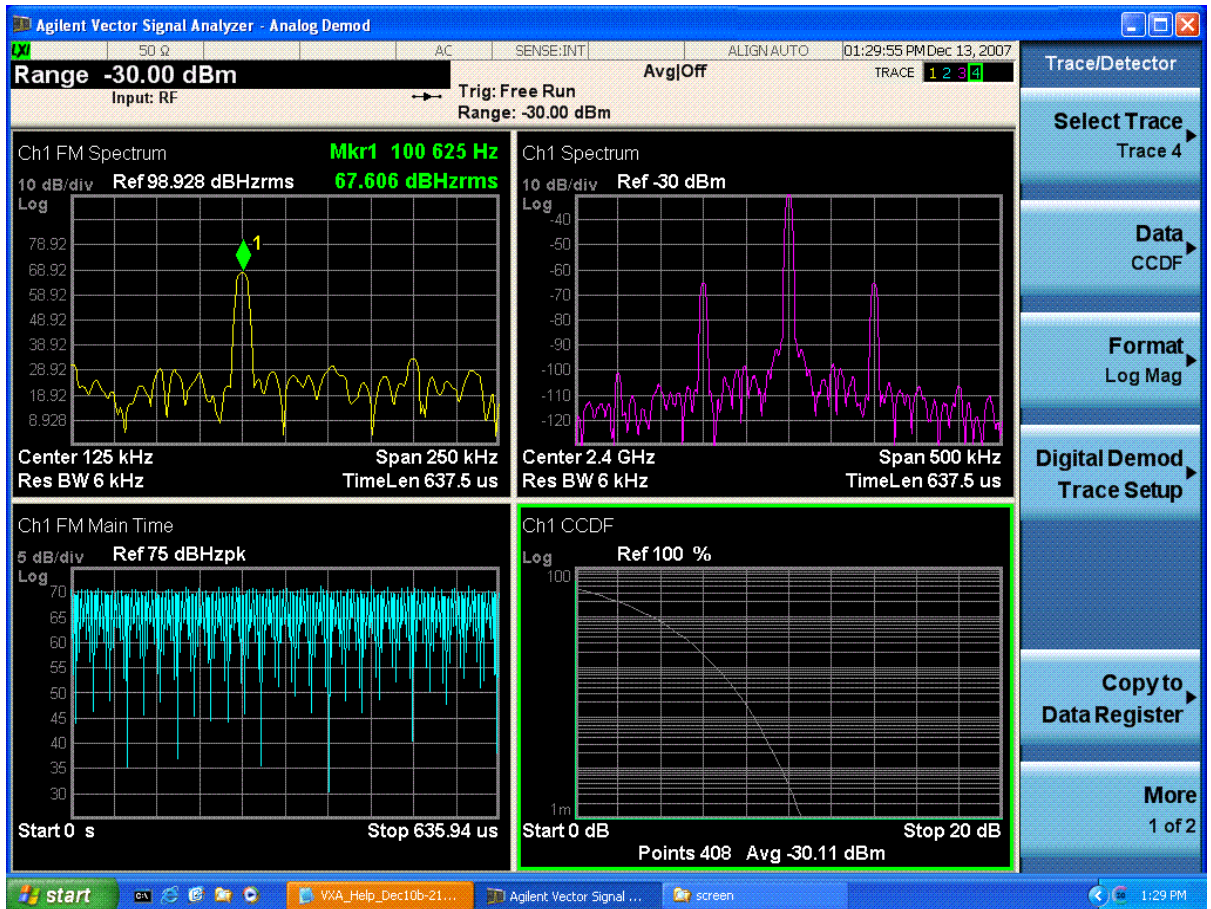 Agilent Vector Signal Analyzer - Analog Demod
LXI 50 Ω AC SENSE:INT ALIGN AUTO 01:29:55 PM Dec 13, 2007
Range -30.00 dBm
Input: RF
Trig: Free Run
Range: -30.00 dBm
Avg|Off
TRACE 1 2 3 4
Ch1 FM Spectrum
Mkr1 100 625 Hz
10 dB/div Ref 98.928 dBHzrms
67.606 dBHzrms
Log
78.92
68.92
58.92
48.92
38.92
28.92
18.92
8.928
1
Center 125 kHz
Span 250 kHz
Res BW 6 kHz
TimeLen 637.5 us
Ch1 Spectrum
10 dB/div Ref -30 dBm
Log
-40
-50
-60
-70
-80
-90
-100
-110
-120
Center 2.4 GHz
Span 500 kHz
Res BW 6 kHz
TimeLen 637.5 us
Ch1 FM Main Time
5 dB/div Ref 75 dBHzpk
Log
70
65
60
55
50
45
40
35
30
Start 0 s
Stop 635.94 us
Ch1 CCDF
Log Ref 100 %
100
1m
Start 0 dB
Stop 20 dB
Points 408 Avg -30.11 dBm
Trace/Detector
Select Trace
Trace 4
Data
CCDF
Format
Log Mag
Digital Demod
Trace Setup
Copy to
Data Register
More
1 of 2
start
VXA_Help_Dec10b-21...
Agilent Vector Signal ...
screen
1:29 PM